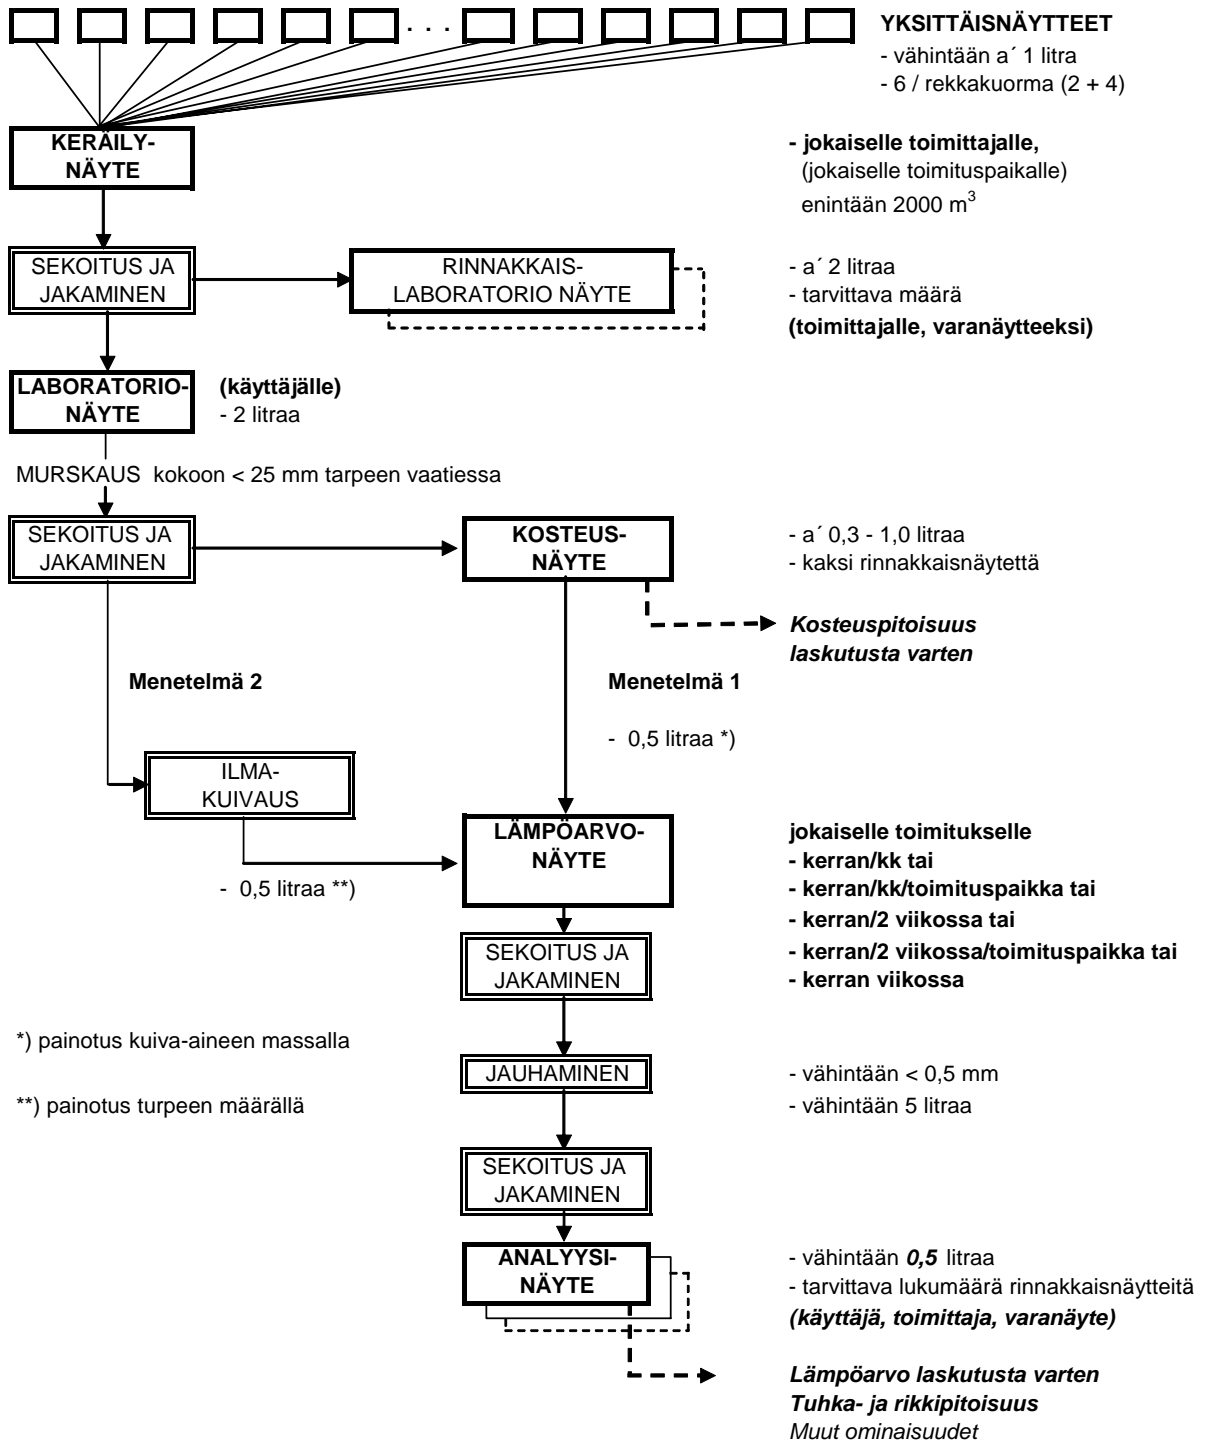 . . .
YKSITTÄISNÄYTTEET
- vähintään a´ 1 litra
- 6 / rekkakuorma (2 + 4)
KERÄILY-
NÄYTE
- jokaiselle toimittajalle,
(jokaiselle toimituspaikalle)
enintään 2000 m³
SEKOITUS JA
JAKAMINEN
RINNAKKAIS-
LABORATORIO NÄYTE
- a´ 2 litraa
- tarvittava määrä
(toimittajalle, varanäytteeksi)
LABORATORIO-
NÄYTE
(käyttäjälle)
- 2 litraa
MURSKAUS kokoon < 25 mm tarpeen vaatiessa
SEKOITUS JA
JAKAMINEN
KOSTEUS-
NÄYTE
- a´ 0,3 - 1,0 litraa
- kaksi rinnakkaisnäytettä
Kosteuspitoisuus
laskutusta varten
Menetelmä 2
Menetelmä 1
- 0,5 litraa *)
ILMA-
KUIVAUS
- 0,5 litraa **)
LÄMPÖARVO-
NÄYTE
jokaiselle toimitukselle
- kerran/kk tai
- kerran/kk/toimituspaikka tai
- kerran/2 viikossa tai
- kerran/2 viikossa/toimituspaikka tai
- kerran viikossa
SEKOITUS JA
JAKAMINEN
*) painotus kuiva-aineen massalla
**) painotus turpeen määrällä
JAUHAMINEN
- vähintään < 0,5 mm
- vähintään 5 litraa
SEKOITUS JA
JAKAMINEN
ANALYYSI-
NÄYTE
- vähintään 0,5 litraa
- tarvittava lukumäärä rinnakkaisnäytteitä
(käyttäjä, toimittaja, varanäyte)
Lämpöarvo laskutusta varten
Tuhka- ja rikkipitoisuus
Muut ominaisuudet